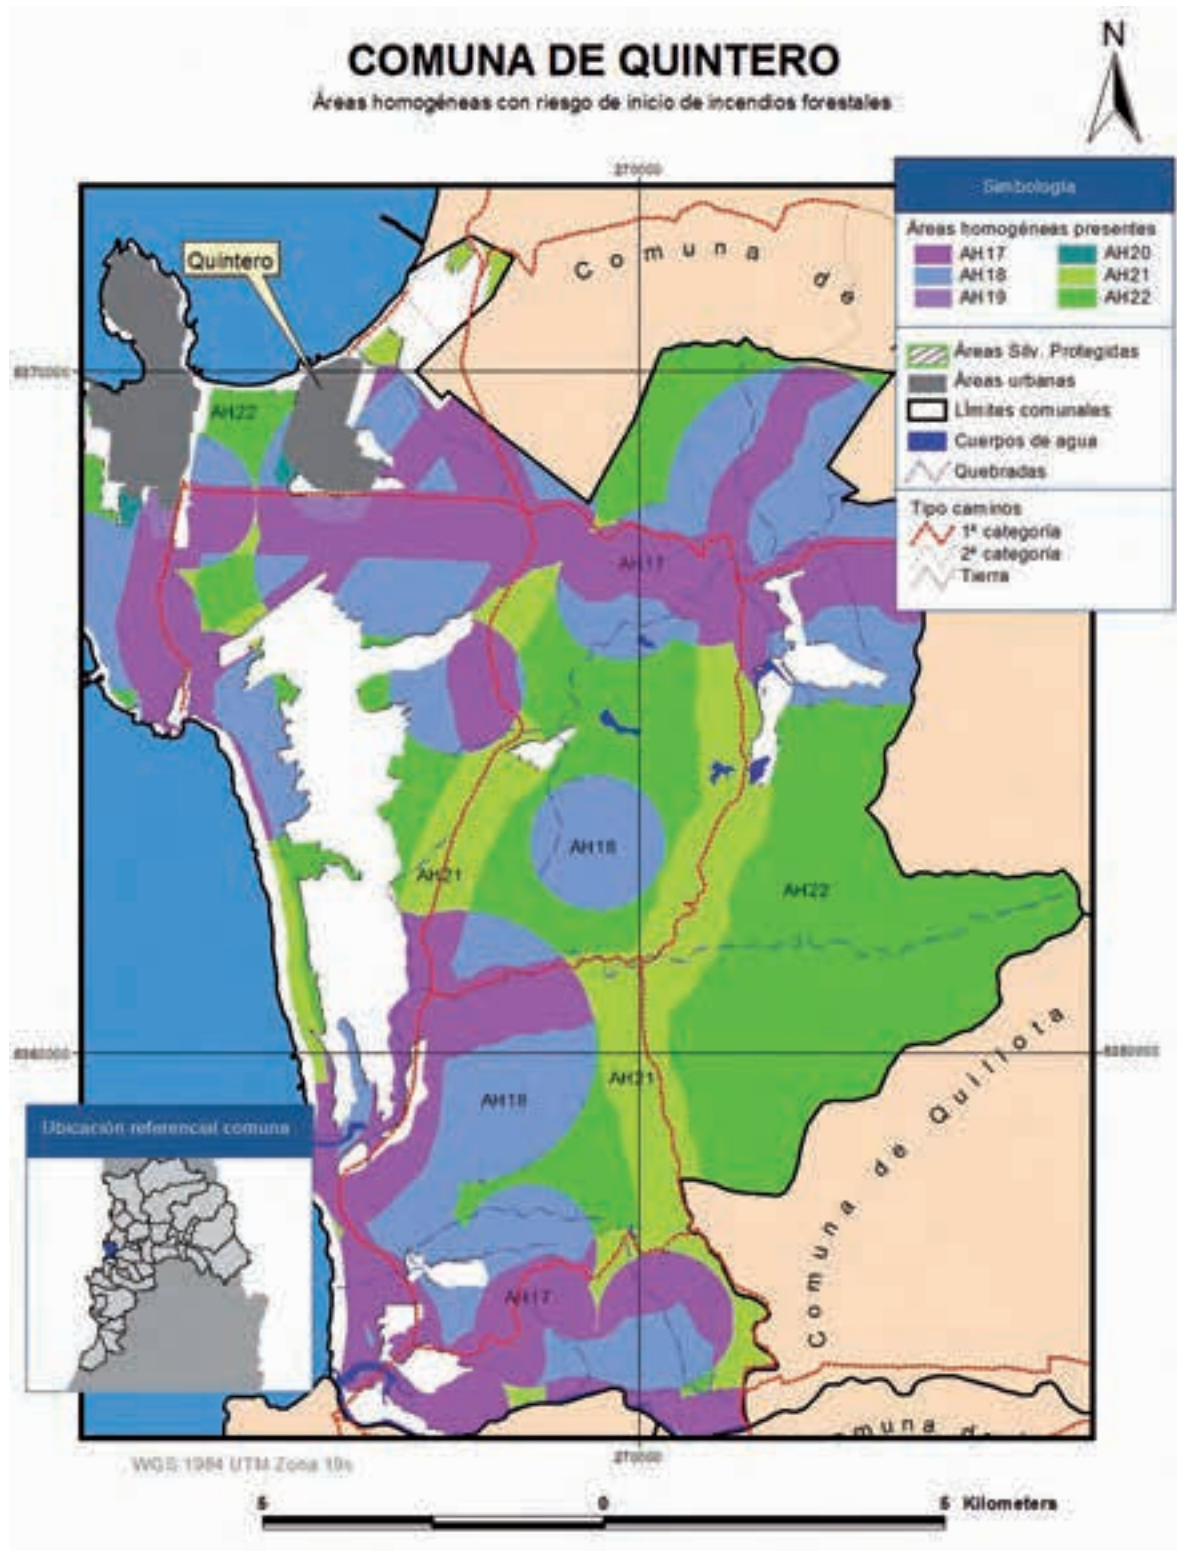 COMUNA DE QUINTERO
Áreas homogéneas con riesgo de inicio de incendios forestales
N
270000
Simbología
Áreas homogéneas presentes
AH17
AH20
AH18
AH21
AH19
AH22
Áreas Silv. Protegidas
Áreas urbanas
Límites comunales
Cuerpos de agua
Quebradas
Tipo caminos
1ª categoría
2ª categoría
Tierra
Quintero
Comuna de
AH22
AH17
AH18
AH21
AH22
AH21
AH18
AH17
Comuna de Quillota
Ubicación referencial comuna
270000
WGS 1984 UTM Zona 19s
5 0 5 Kilometers